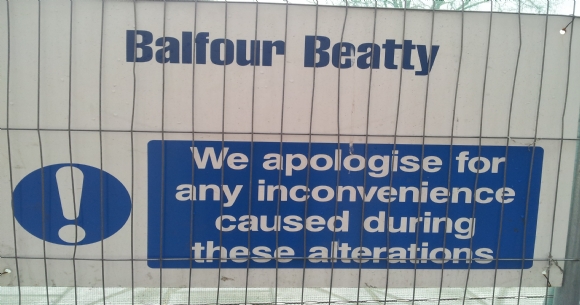 Balfour Beatty
We apologise for
any inconvenience
caused during
these alterations